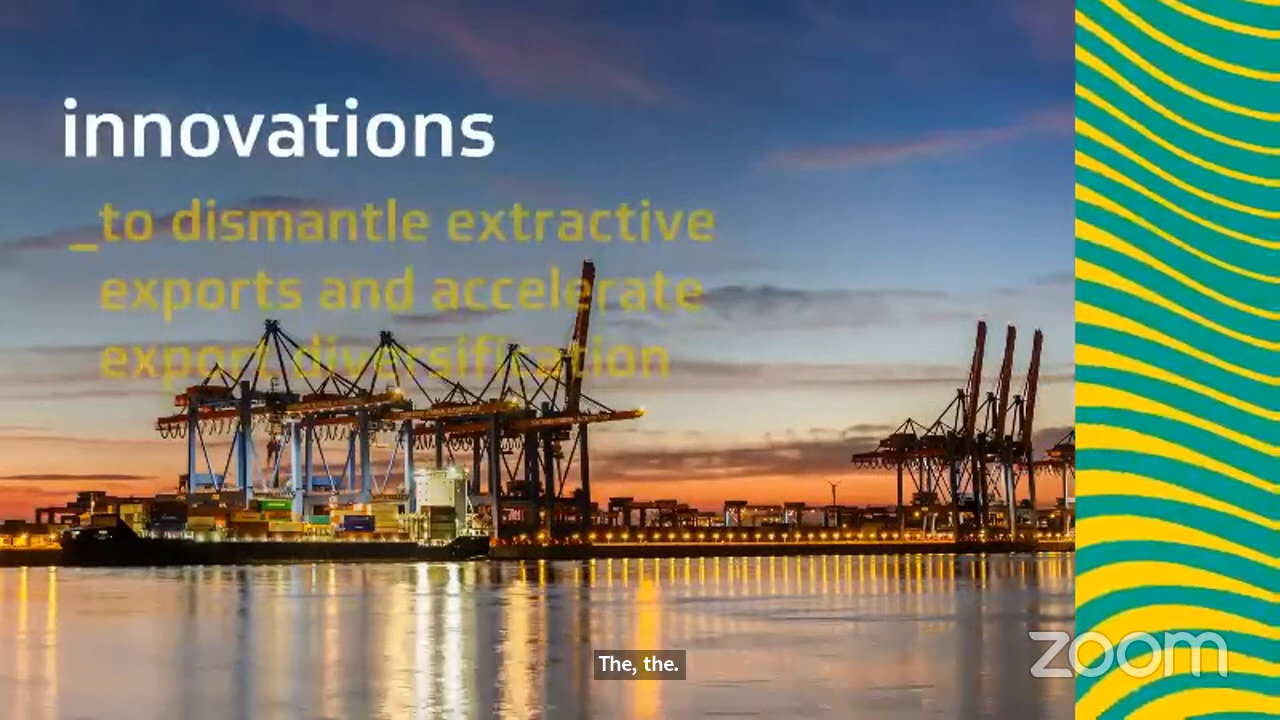 innovations
_to dismantle extractive
exports and accelerate
export diversification
The, the.
zoom